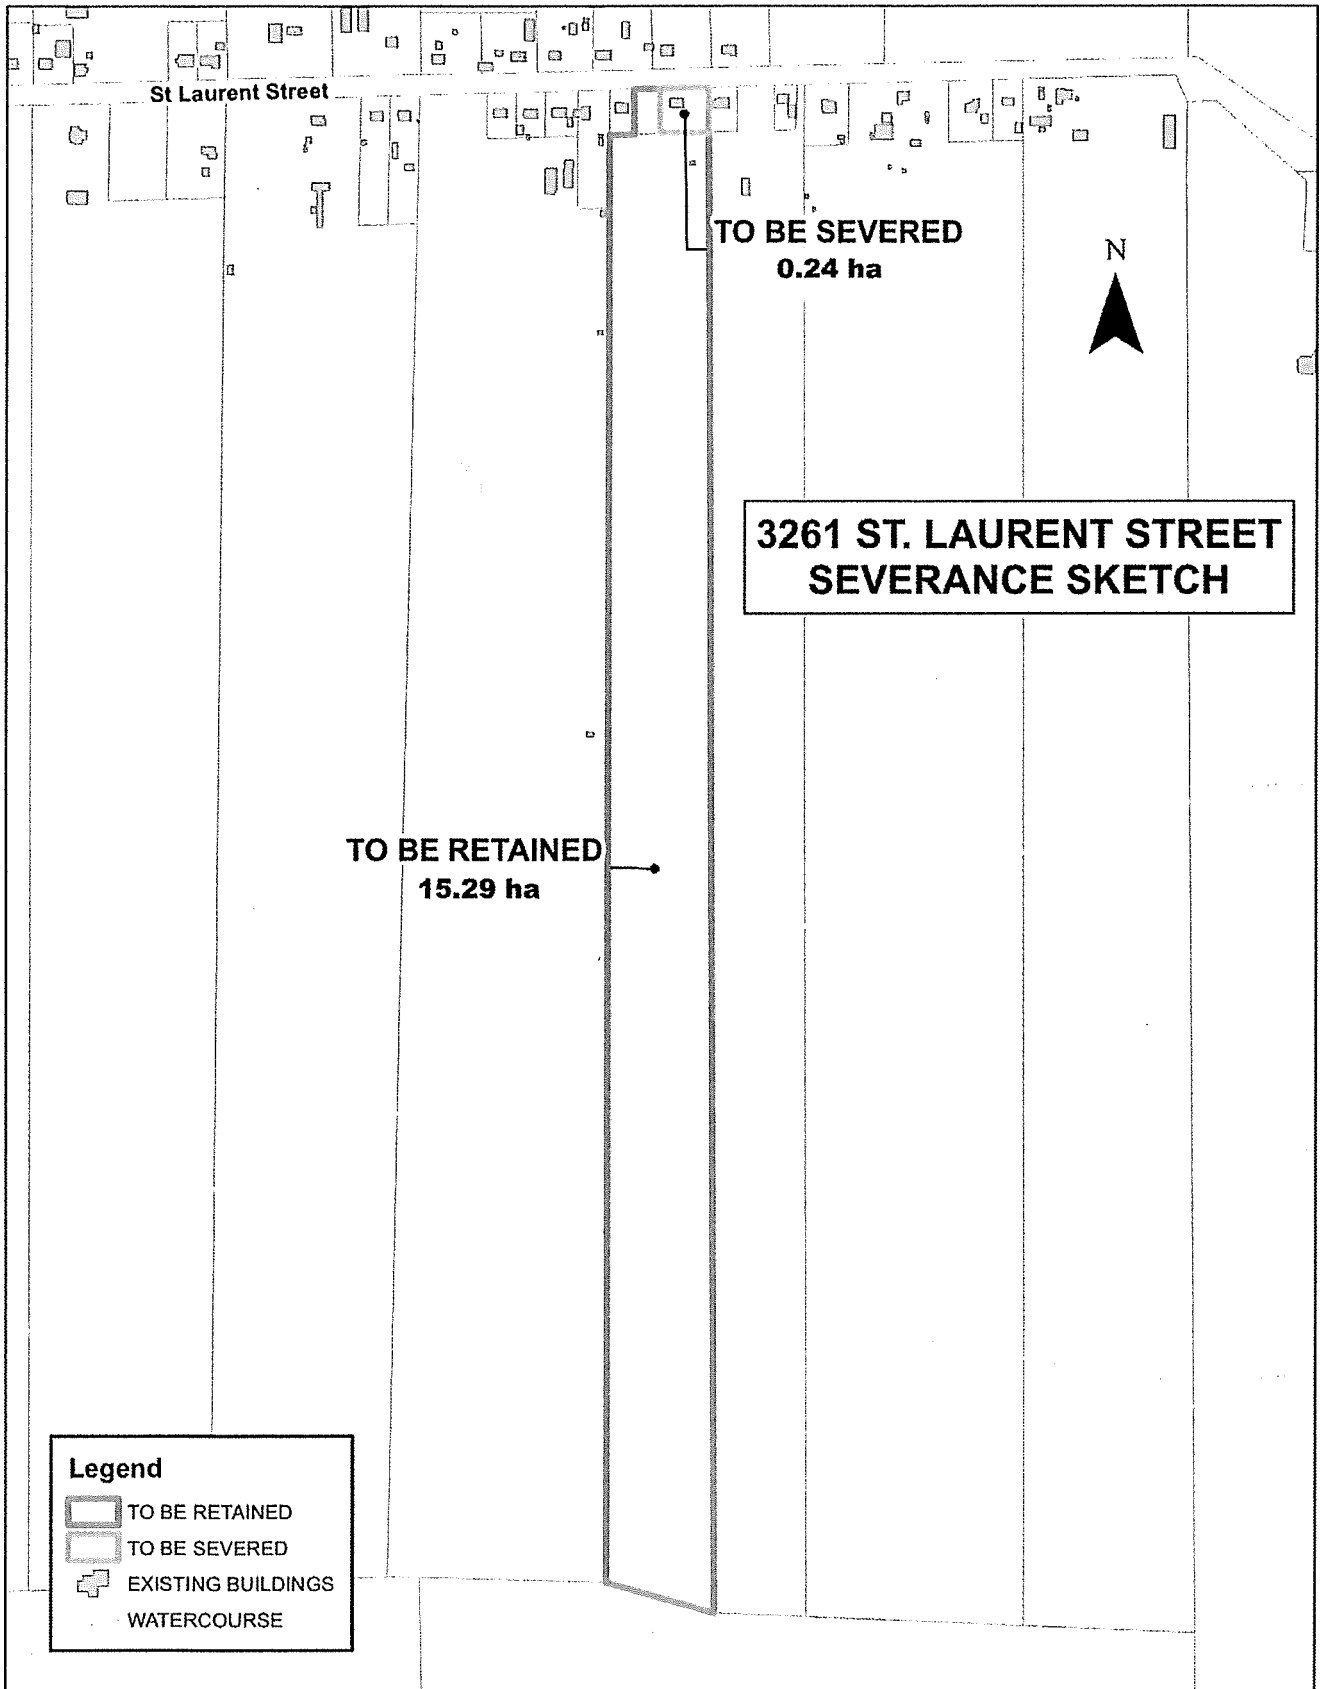 St Laurent Street
TO BE SEVERED
0.24 ha
N
3261 ST. LAURENT STREET
SEVERANCE SKETCH
TO BE RETAINED
15.29 ha
Legend
TO BE RETAINED
TO BE SEVERED
EXISTING BUILDINGS
WATERCOURSE